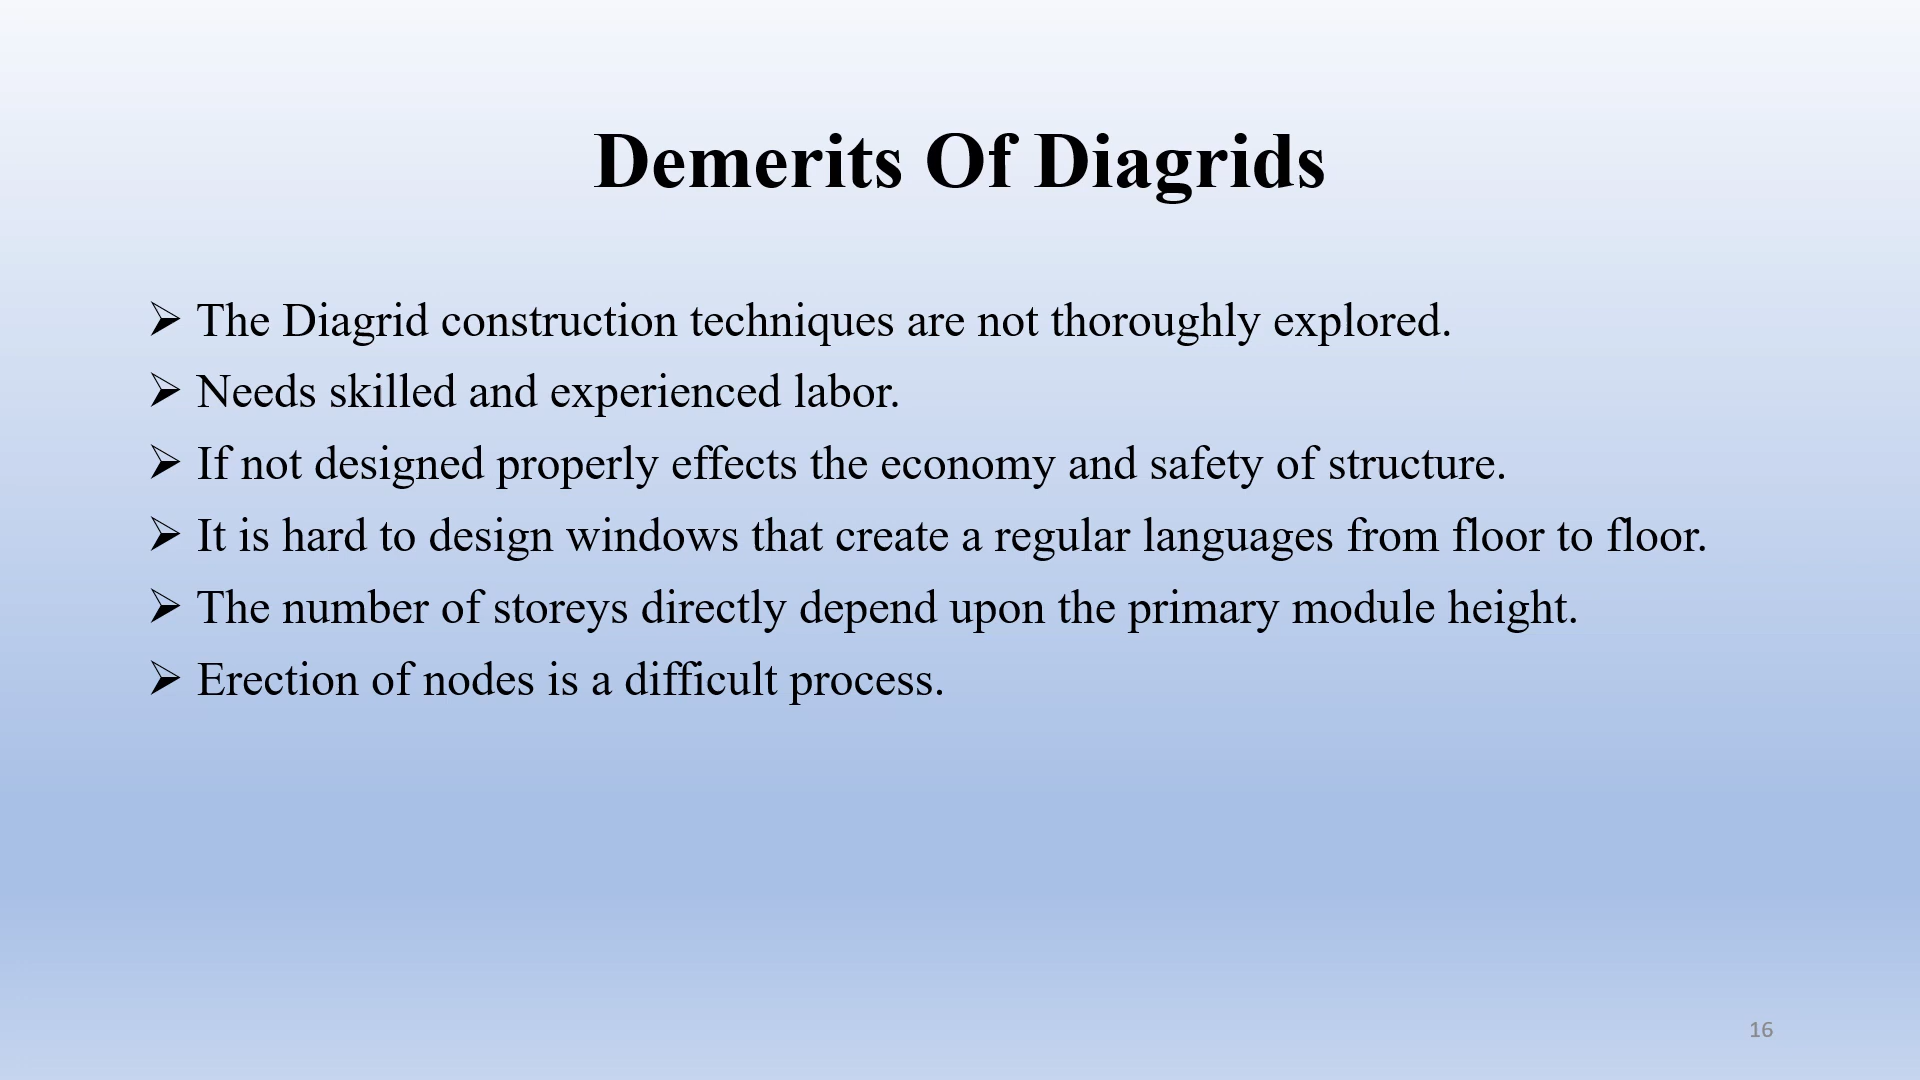 Demerits Of Diagrids
➢ The Diagrid construction techniques are not thoroughly explored.
➢ Needs skilled and experienced labor.
➢ If not designed properly effects the economy and safety of structure.
➢ It is hard to design windows that create a regular languages from floor to floor.
➢ The number of storeys directly depend upon the primary module height.
➢ Erection of nodes is a difficult process.
16